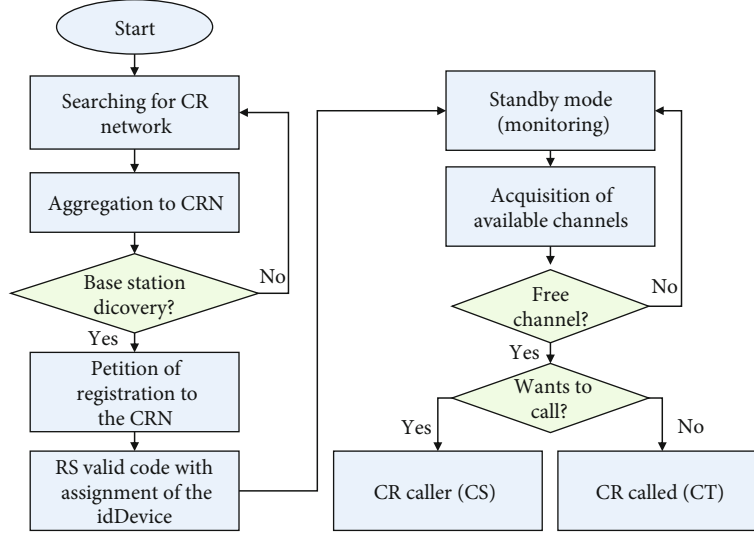 Start
Searching for CR
network
Aggregation to CRN
Base station
dicovery?
No
Yes
Petition of
registration to
the CRN
RS valid code with
assignment of the
idDevice
Standby mode
(monitoring)
Acquisition of
available channels
Free
channel?
No
Yes
Wants to
call?
Yes
No
CR caller (CS)
CR called (CT)